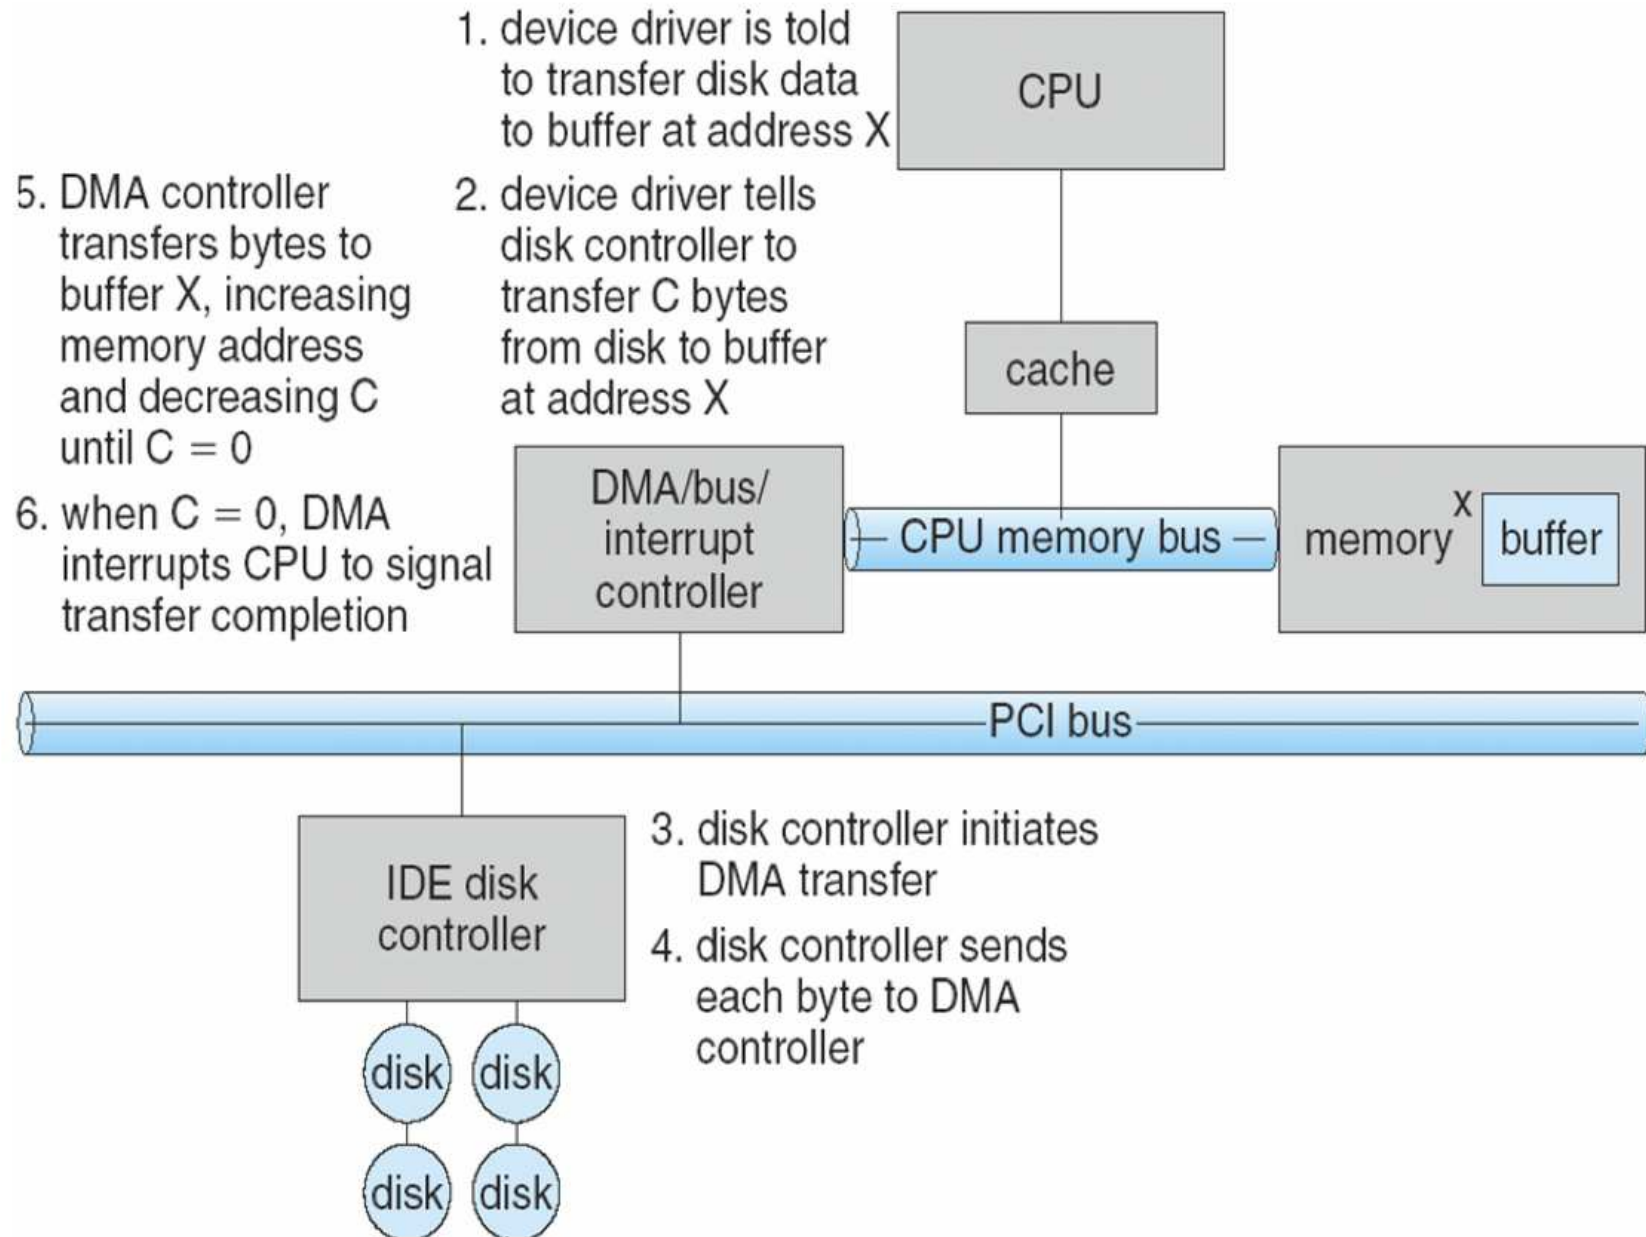 1. device driver is told
to transfer disk data
to buffer at address X
CPU
5. DMA controller
transfers bytes to
buffer X, increasing
memory address
and decreasing C
until C = 0
2. device driver tells
disk controller to
transfer C bytes
from disk to buffer
at address X
cache
6. when C = 0, DMA
interrupts CPU to signal
transfer completion
DMA/bus/
interrupt
controller
CPU memory bus
memory
X
buffer
PCI bus
IDE disk
controller
3. disk controller initiates
DMA transfer
4. disk controller sends
each byte to DMA
controller
disk
disk
disk
disk